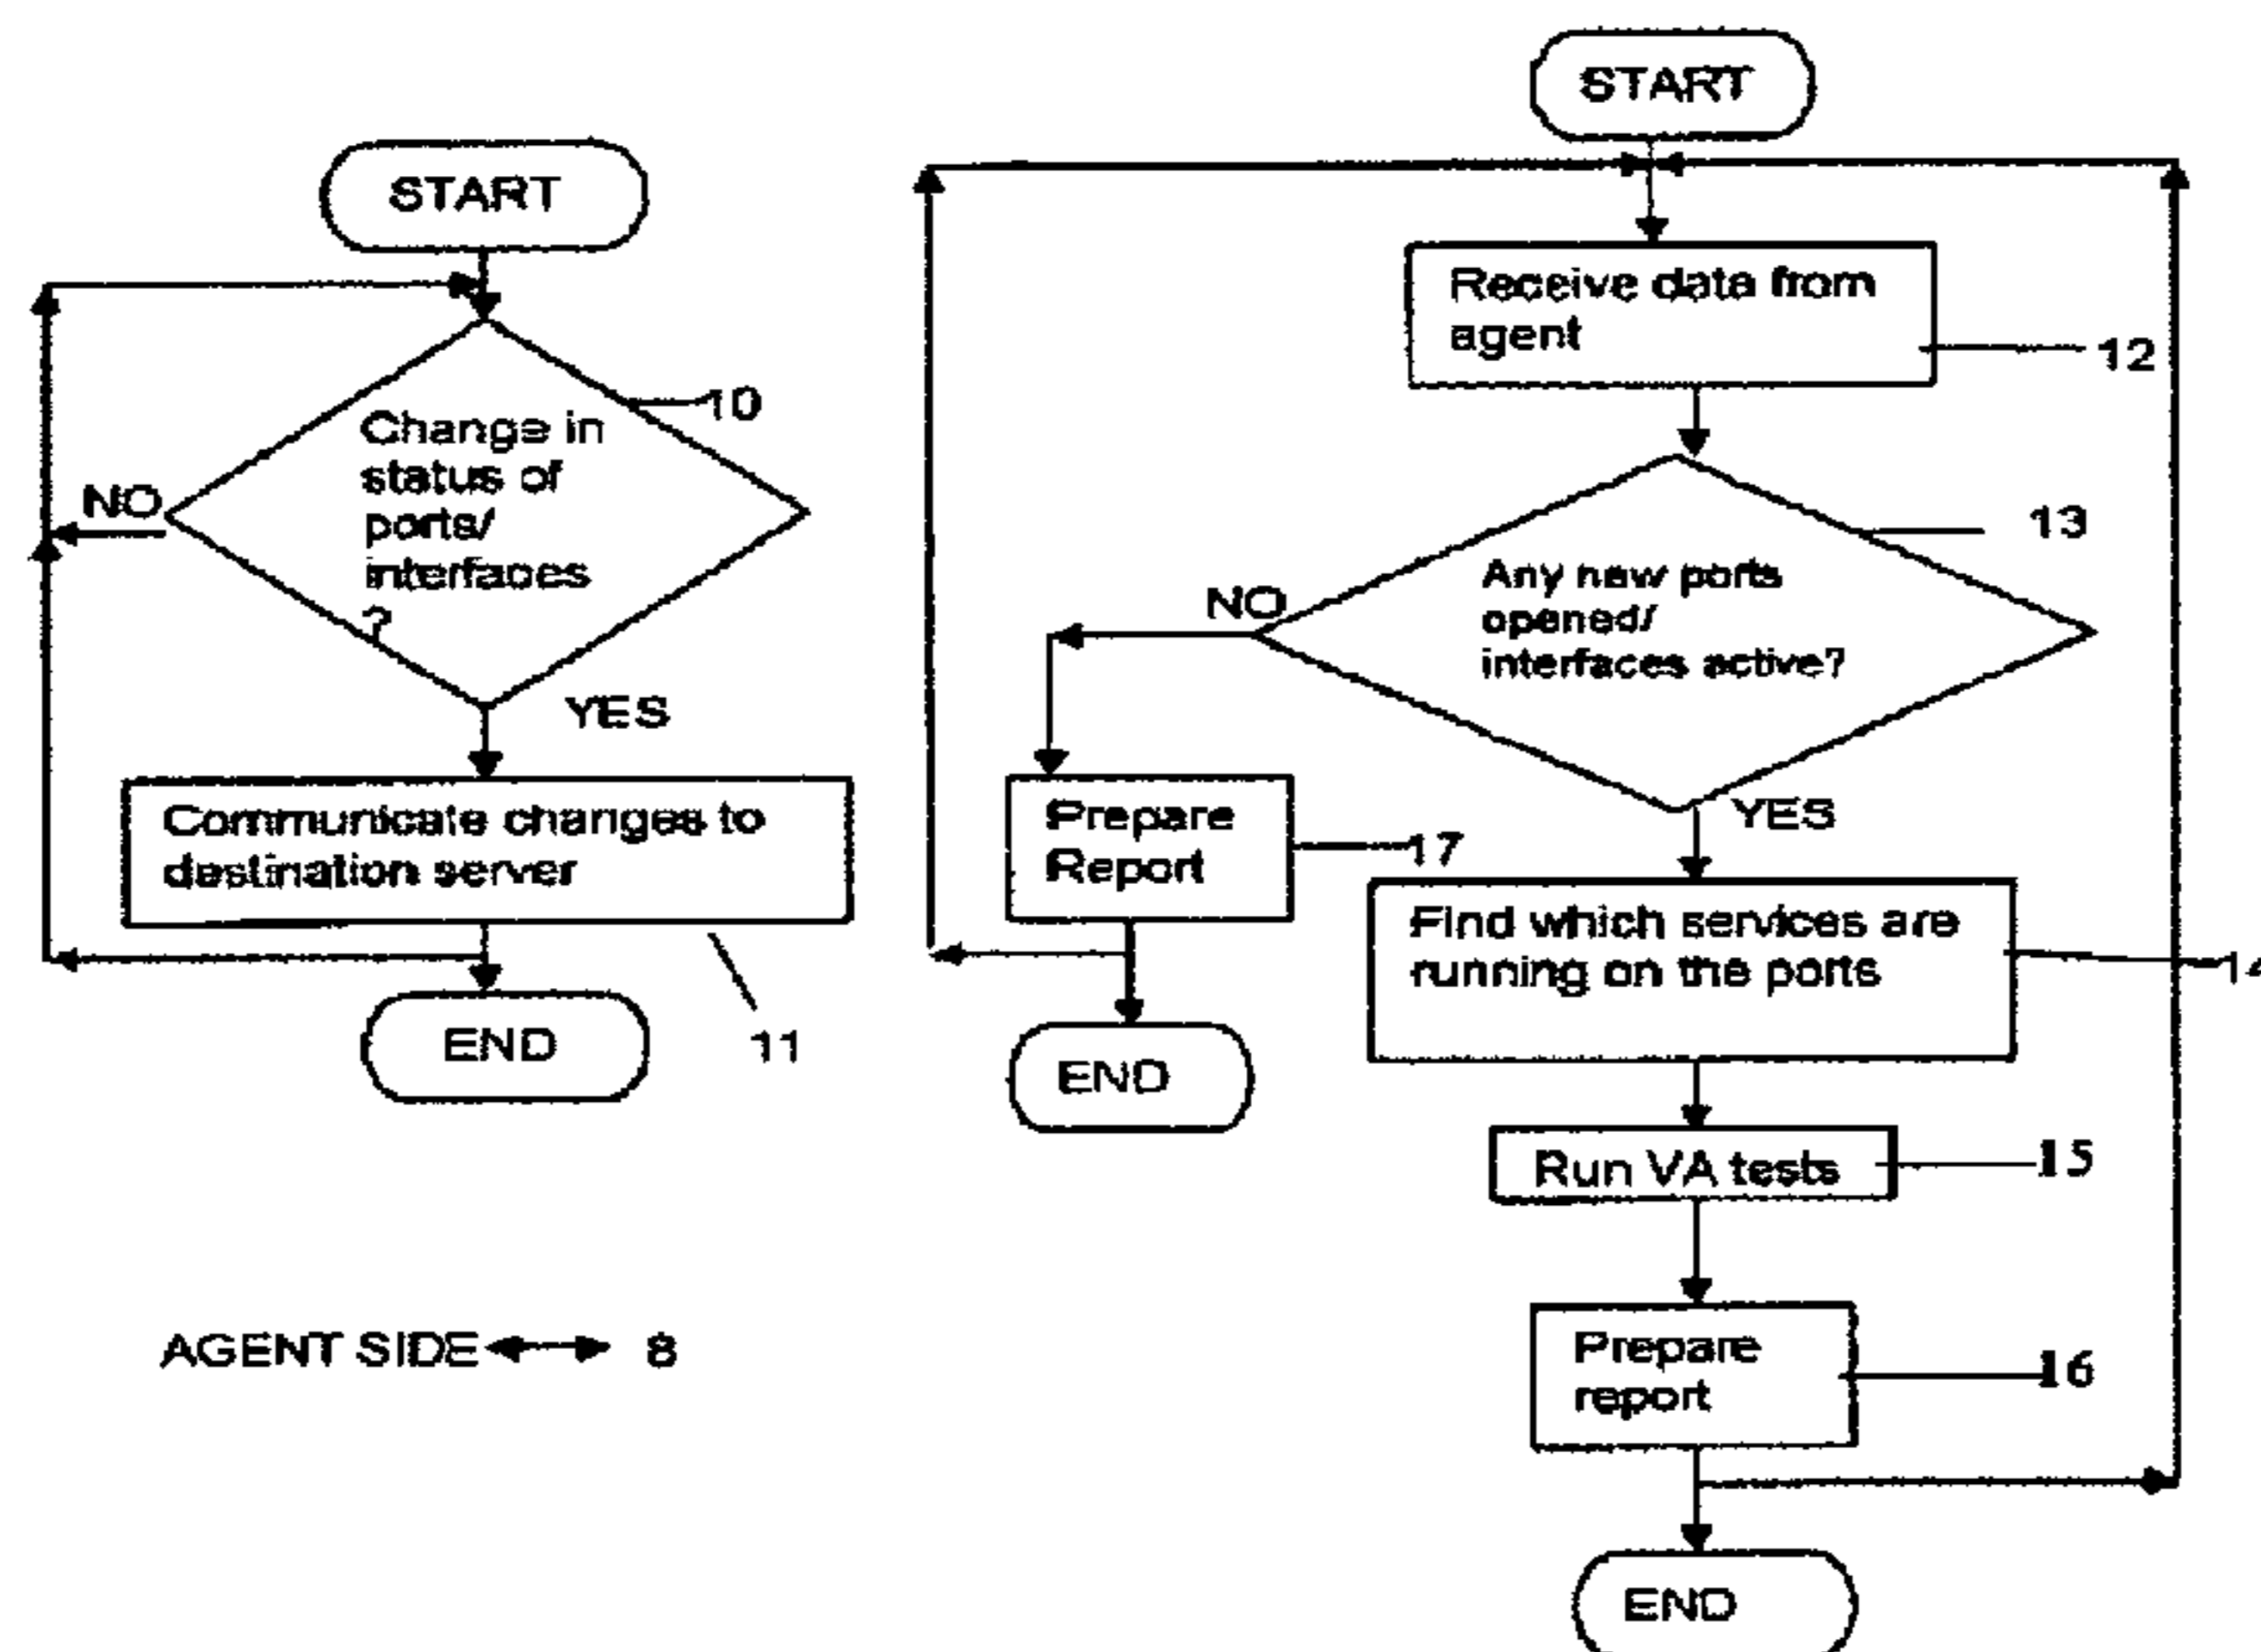 START
10
Change in
status of
ports/
interfaces
?
NO
YES
Communicate changes to
destination server
11
END
AGENT SIDE 8
START
Receive data from
agent
12
13
Any new ports
opened/
interfaces active?
NO
YES
Prepare
Report
17
END
Find which services are
running on the ports
Run VA tests
15
Prepare
report
16
END